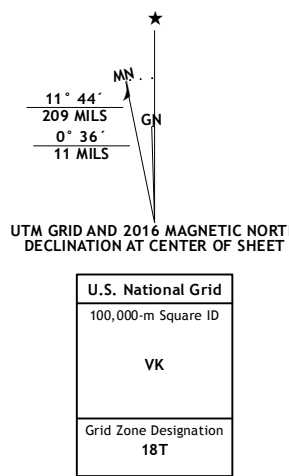 MN
11° 44´
209 MILS
GN
0° 36´
11 MILS
UTM GRID AND 2016 MAGNETIC NORT
DECLINATION AT CENTER OF SHEET
U.S. National Grid
100,000-m Square ID
VK
Grid Zone Designation
18T